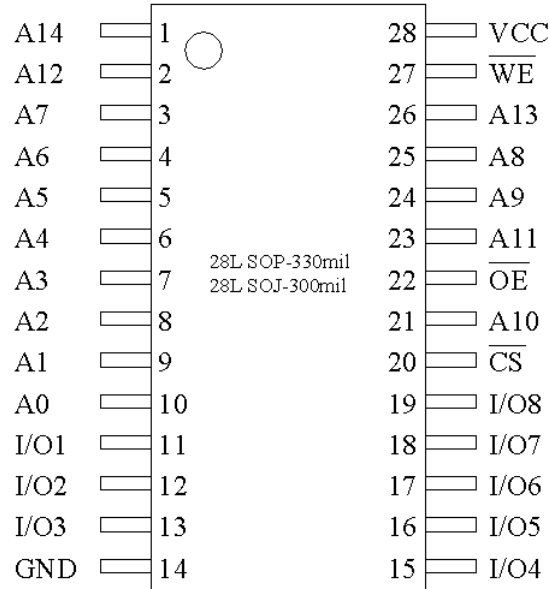 A14 1 28 VCC
A12 2 27 WE
A7 3 26 A13
A6 4 25 A8
A5 5 24 A9
A4 6 23 A11
28L SOP-330mil
A3 7 28L SOJ-300mil 22 OE
A2 8 21 A10
A1 9 20 CS
A0 10 19 I/O8
I/O1 11 18 I/O7
I/O2 12 17 I/O6
I/O3 13 16 I/O5
GND 14 15 I/O4